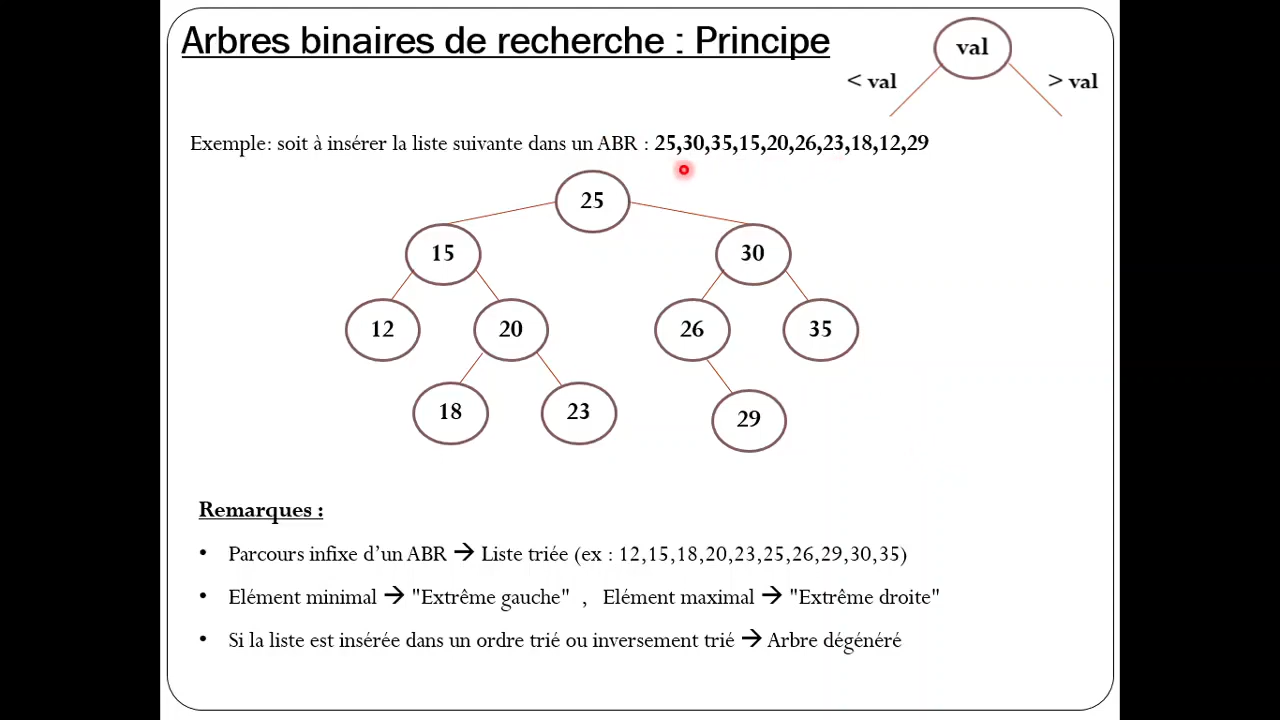 Arbres binaires de recherche : Principe
val
< val
> val
Exemple: soit à insérer la liste suivante dans un ABR : 25,30,35,15,20,26,23,18,12,29
25
15
30
12
20
26
35
18
23
29
Remarques :
• Parcours infixe d’un ABR → Liste triée (ex : 12,15,18,20,23,25,26,29,30,35)
• Elément minimal → "Extrême gauche" , Elément maximal → "Extrême droite"
• Si la liste est insérée dans un ordre trié ou inversement trié → Arbre dégénéré